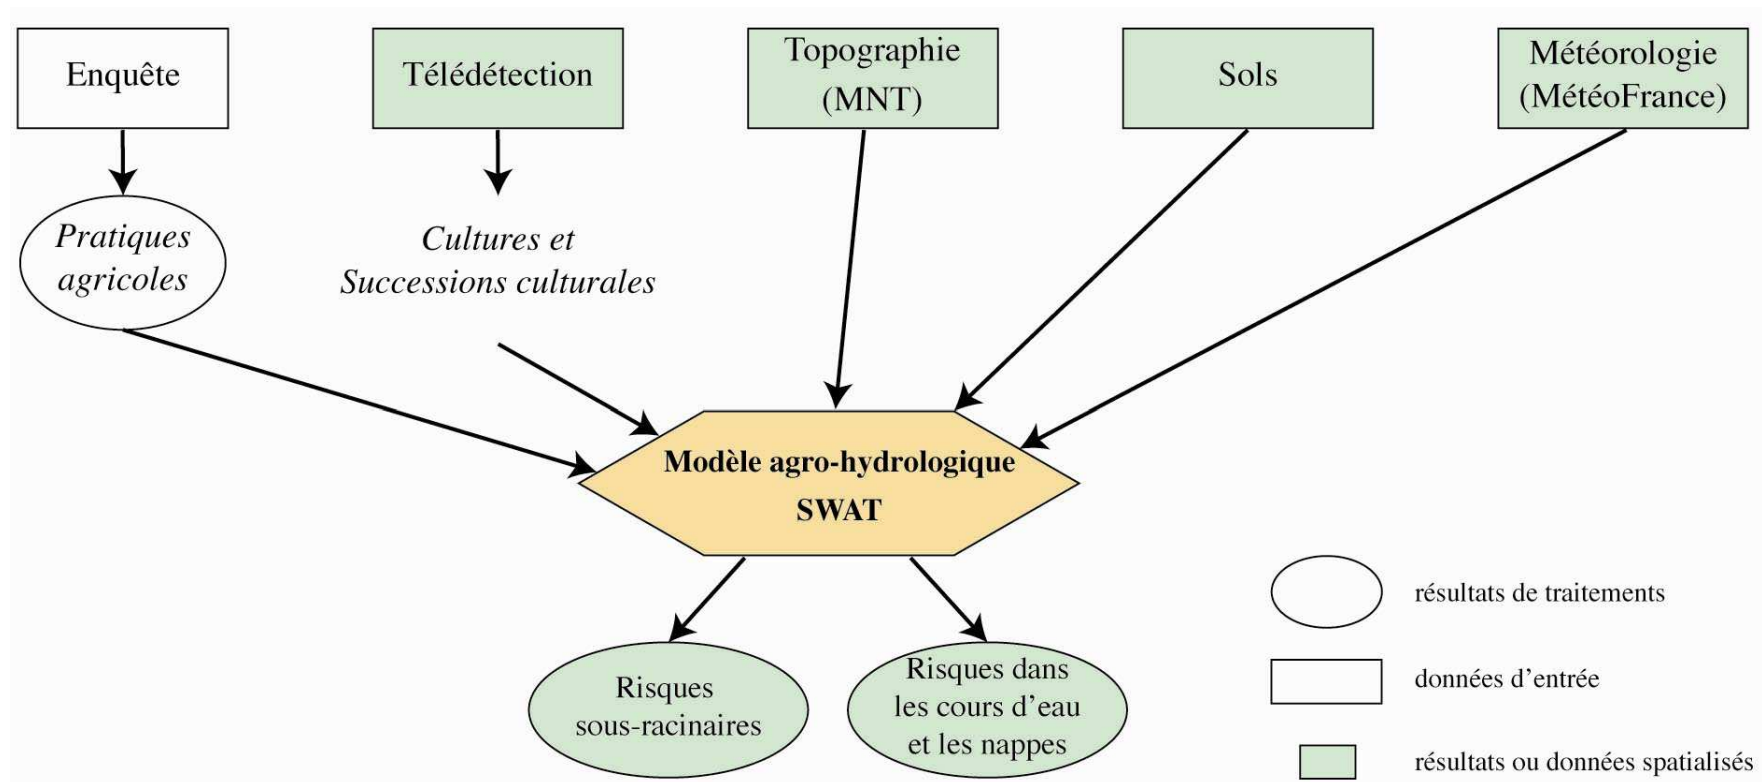 Enquête
Télédétection
Topographie
(MNT)
Sols
Météorologie
(MétéoFrance)
Pratiques
agricoles
Cultures et
Successions culturales
Modèle agro-hydrologique
SWAT
Risques
sous-racinaires
Risques dans
les cours d'eau
et les nappes
résultats de traitements
données d'entrée
résultats ou données spatialisés